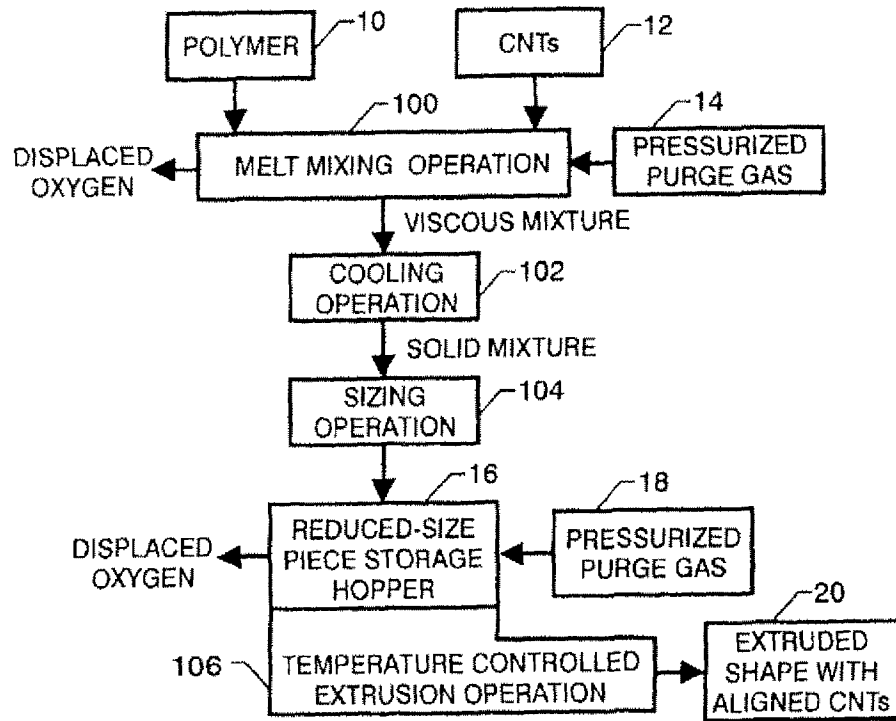 10
12
POLYMER
CNTs
100
14
DISPLACED
OXYGEN
MELT MIXING OPERATION
PRESSURIZED
PURGE GAS
VISCOUS MIXTURE
COOLING
OPERATION
102
SOLID MIXTURE
SIZING
OPERATION
104
16
18
DISPLACED
OXYGEN
REDUCED-SIZE
PIECE STORAGE
HOPPER
PRESSURIZED
PURGE GAS
20
106
TEMPERATURE CONTROLLED
EXTRUSION OPERATION
EXTRUDED
SHAPE WITH
ALIGNED CNTs